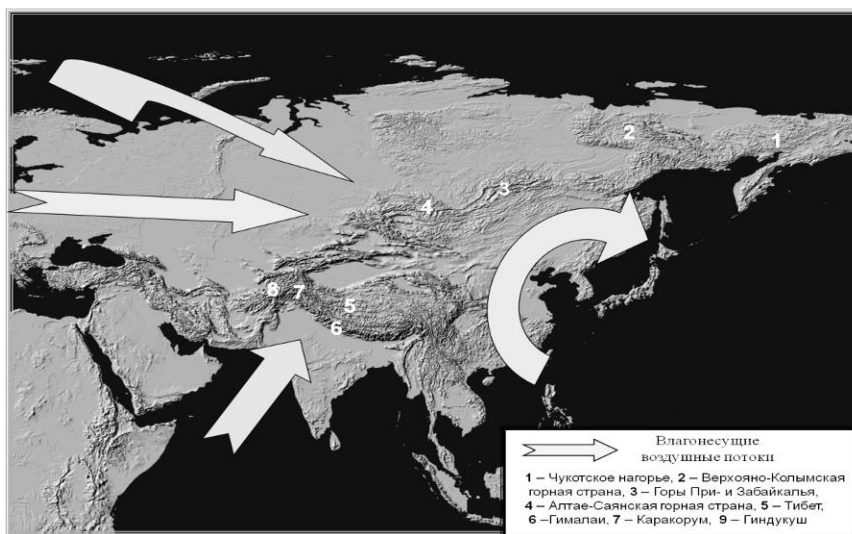 2
1
3
4
8
7
5
6
Влагонесущие
воздушные потоки
1 – Чукотское нагорье, 2 – Верхояно-Колымская
горная страна, 3 – Горы При- и Забайкалья,
4 – Алтае-Саянская горная страна, 5 – Тибет,
6 –Гималаи, 7 – Каракорум, 9 – Гиндукуш